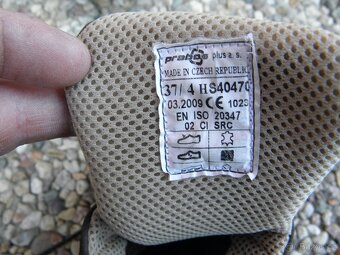 prabos plus a. s.
MADE IN CZECH REPUBLIC
37/ 4 HS40470
03.2009 CE 1023
EN ISO 20347
02 CI SRC